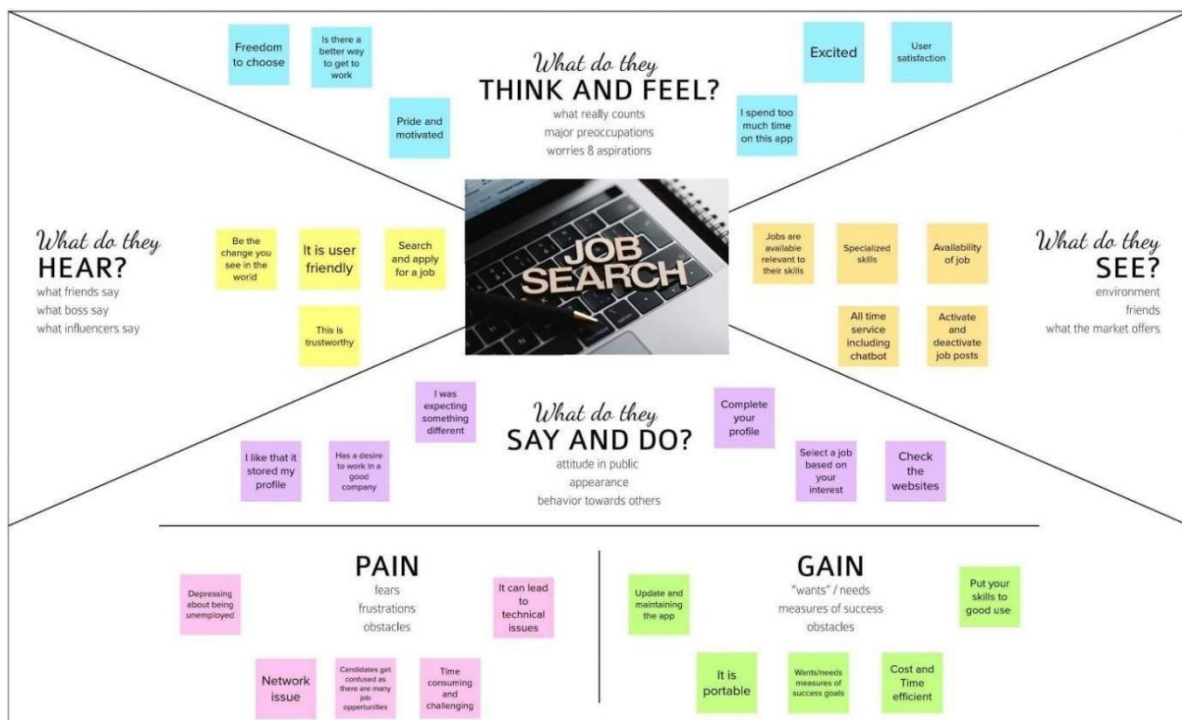 Freedom
to choose
Is there a
better way
to get to
work
Pride and
motivated
What do they
THINK AND FEEL?
what really counts
major preoccupations
worries & aspirations
Excited
User
satisfaction
I spend too
much time
on this app
What do they
HEAR?
what friends say
what boss say
what influencers say
Be the
change you
see in the
world
It is user
friendly
Search
and apply
for a job
This is
trustworthy
JOB
SEARCH
Jobs are
available
relevant to
their skills
Specialized
skills
Availability
of job
All time
service
including
chatbot
Activate
and
deactivate
job posts
What do they
SEE?
environment
friends
what the market offers
I was
expecting
something
different
I like that it
stored my
profile
Has a desire
to work in a
good
company
What do they
SAY AND DO?
attitude in public
appearance
behavior towards others
Complete
your
profile
Select a job
based on
your
interest
Check
the
websites
PAIN
fears
frustrations
obstacles
Depressing
about being
unemployed
It can lead
to
technical
issues
Network
issue
Candidates get
confused as
there are many
job
oppertunities
Time
consuming
and
challenging
GAIN
"wants" / needs
measures of success
obstacles
Update and
maintaining
the app
Put your
skills to
good use
It is
portable
Wants/needs
measures of
success goals
Cost and
Time
efficient